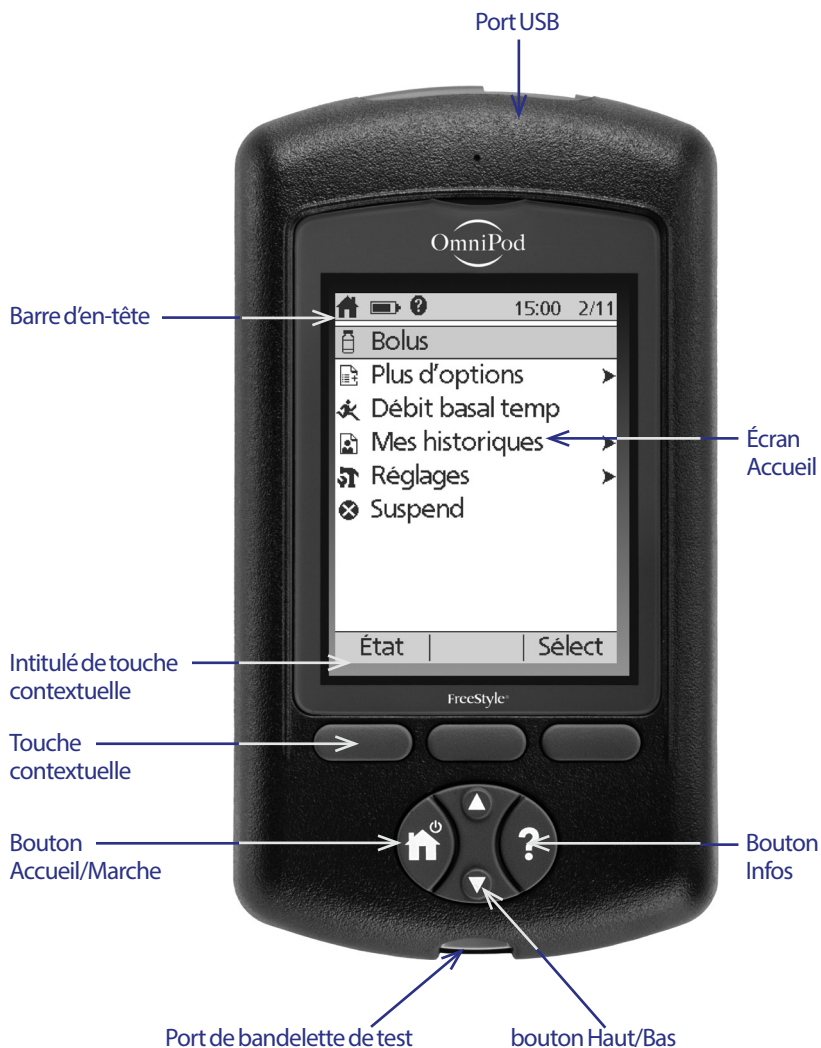 Port USB
OmniPod
Barre d'en-tête
15:00 2/11
Bolus
Plus d'options
Débit basal temp
Mes historiques
Réglages
Suspend
Écran
Accueil
État Sélect
Intitulé de touche
contextuelle
FreeStyle®
Touche
contextuelle
Bouton
Accueil/Marche
?
Bouton
Infos
Port de bandelette de test
bouton Haut/Bas